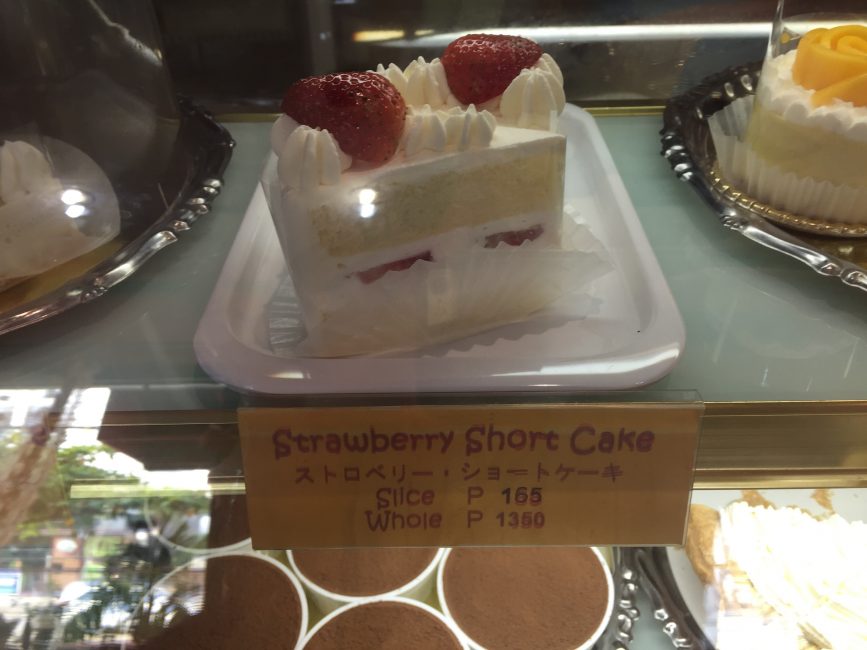 Strawberry Short Cake
ストロベリー・ショートケーキ
Slice P 165
Whole P 1350